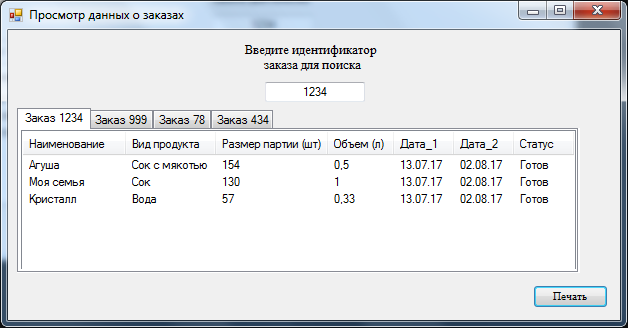 Просмотр данных о заказах
Введите идентификатор
заказа для поиска
1234
Заказ 1234 Заказ 999 Заказ 78 Заказ 434
Наименование Вид продукта Размер партии (шт) Объем (л) Дата_1 Дата_2 Статус
Агуша Сок с мякотью 154 0,5 13.07.17 02.08.17 Готов
Моя семья Сок 130 1 13.07.17 02.08.17 Готов
Кристалл Вода 57 0,33 13.07.17 02.08.17 Готов
Печать